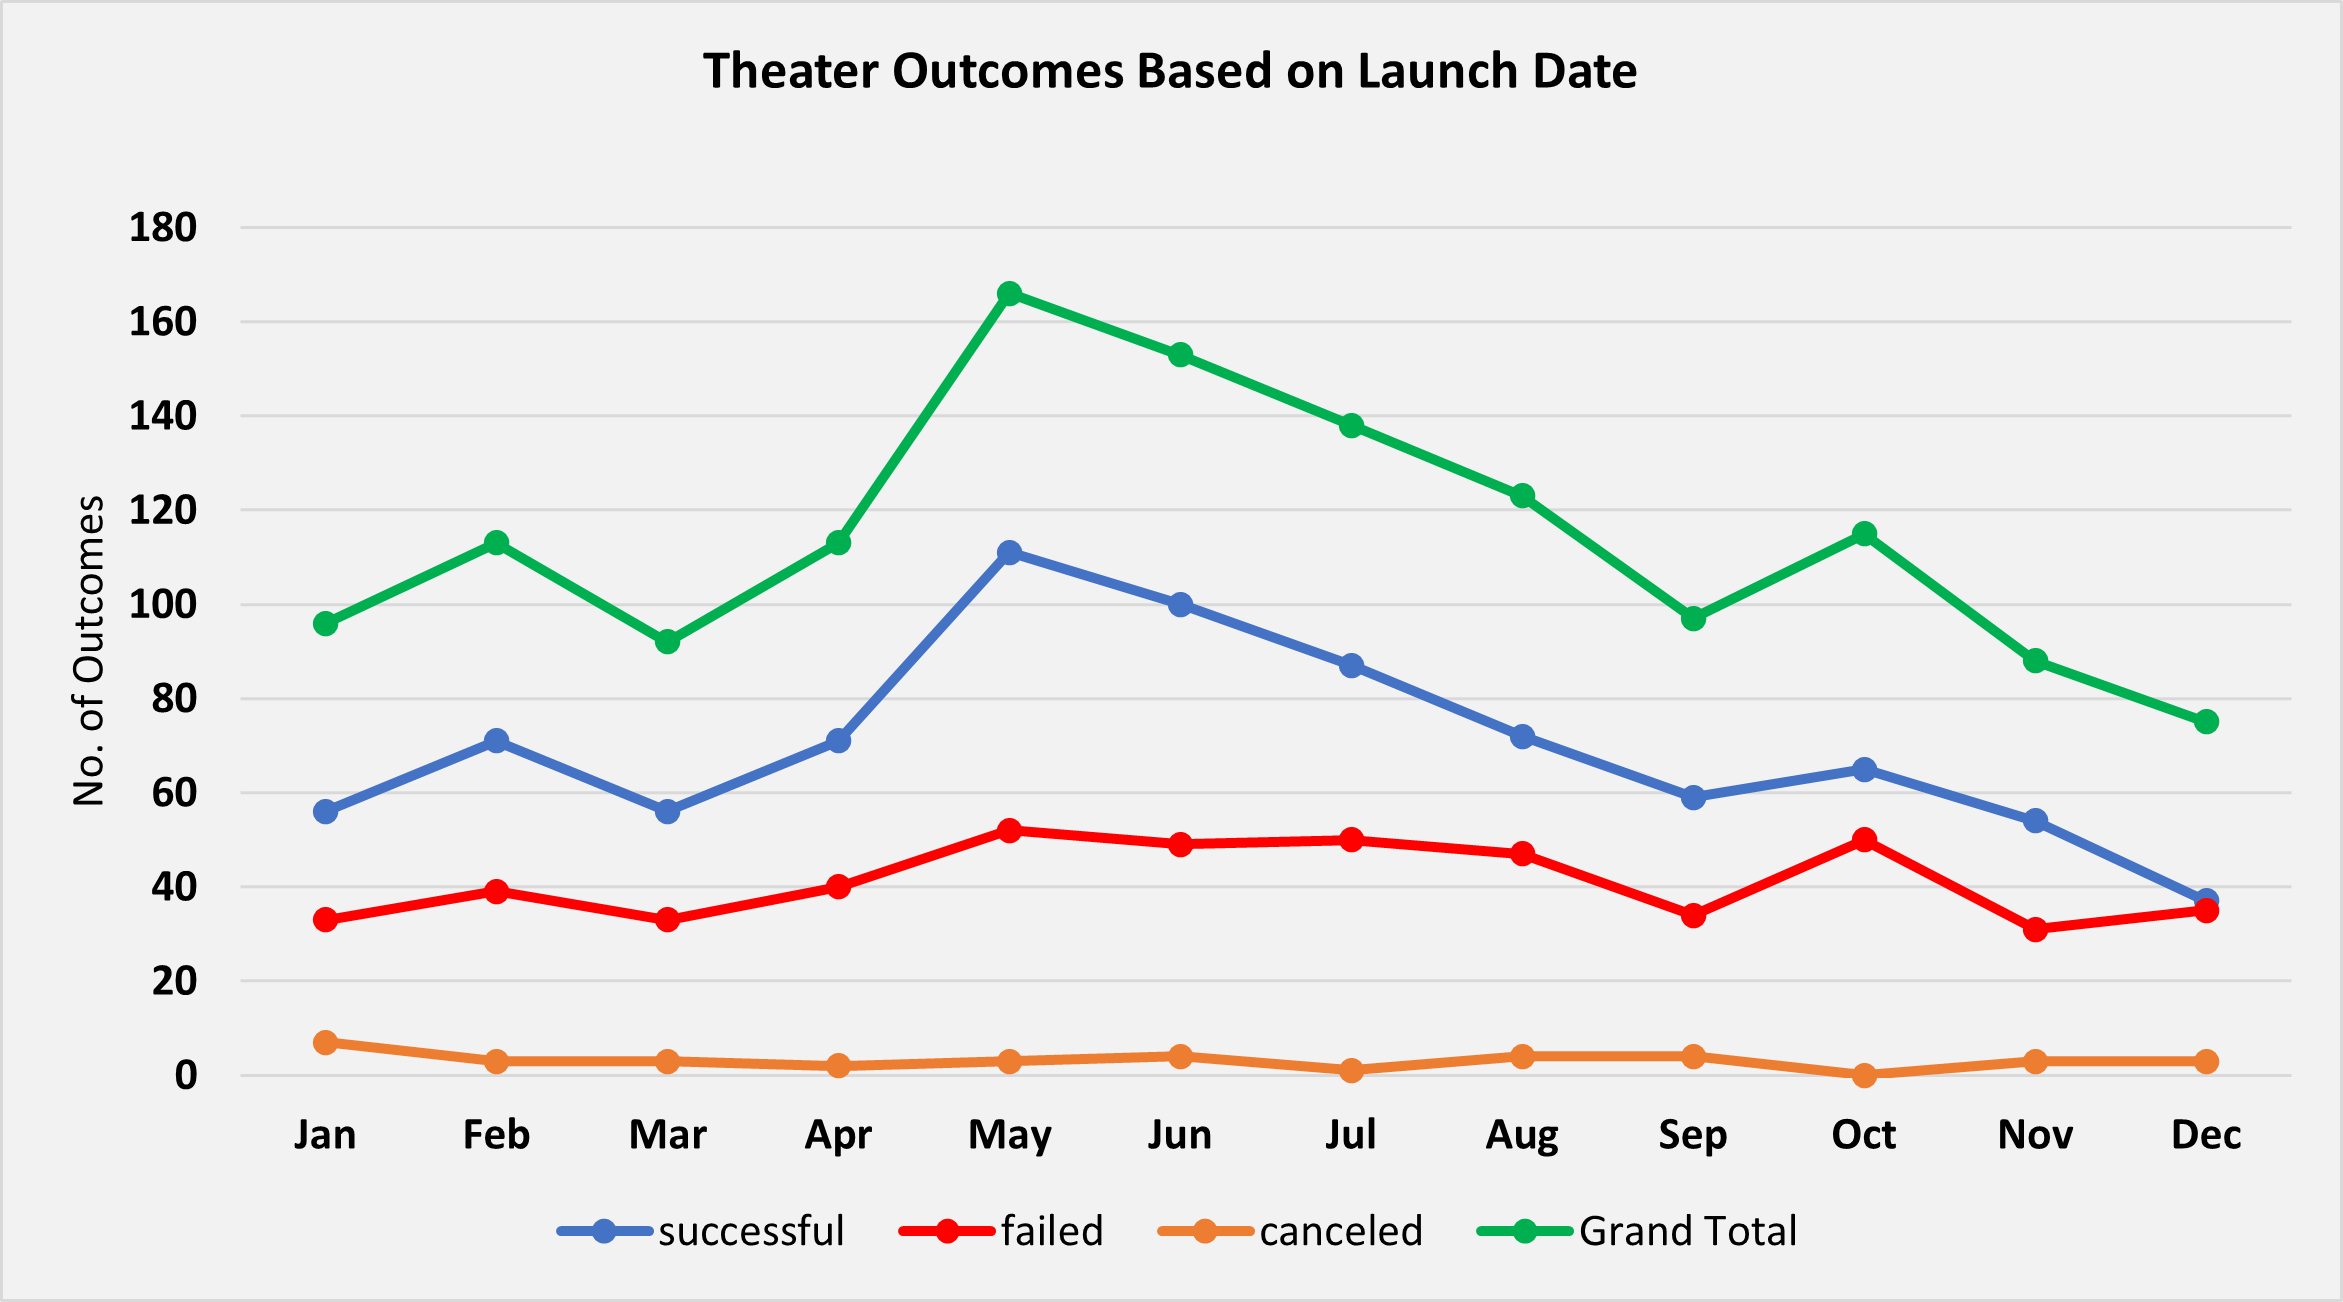 Theater Outcomes Based on Launch Date
No. of Outcomes
180
160
140
120
100
80
60
40
20
0
Jan Feb Mar Apr May Jun Jul Aug Sep Oct Nov Dec
successful failed canceled Grand Total